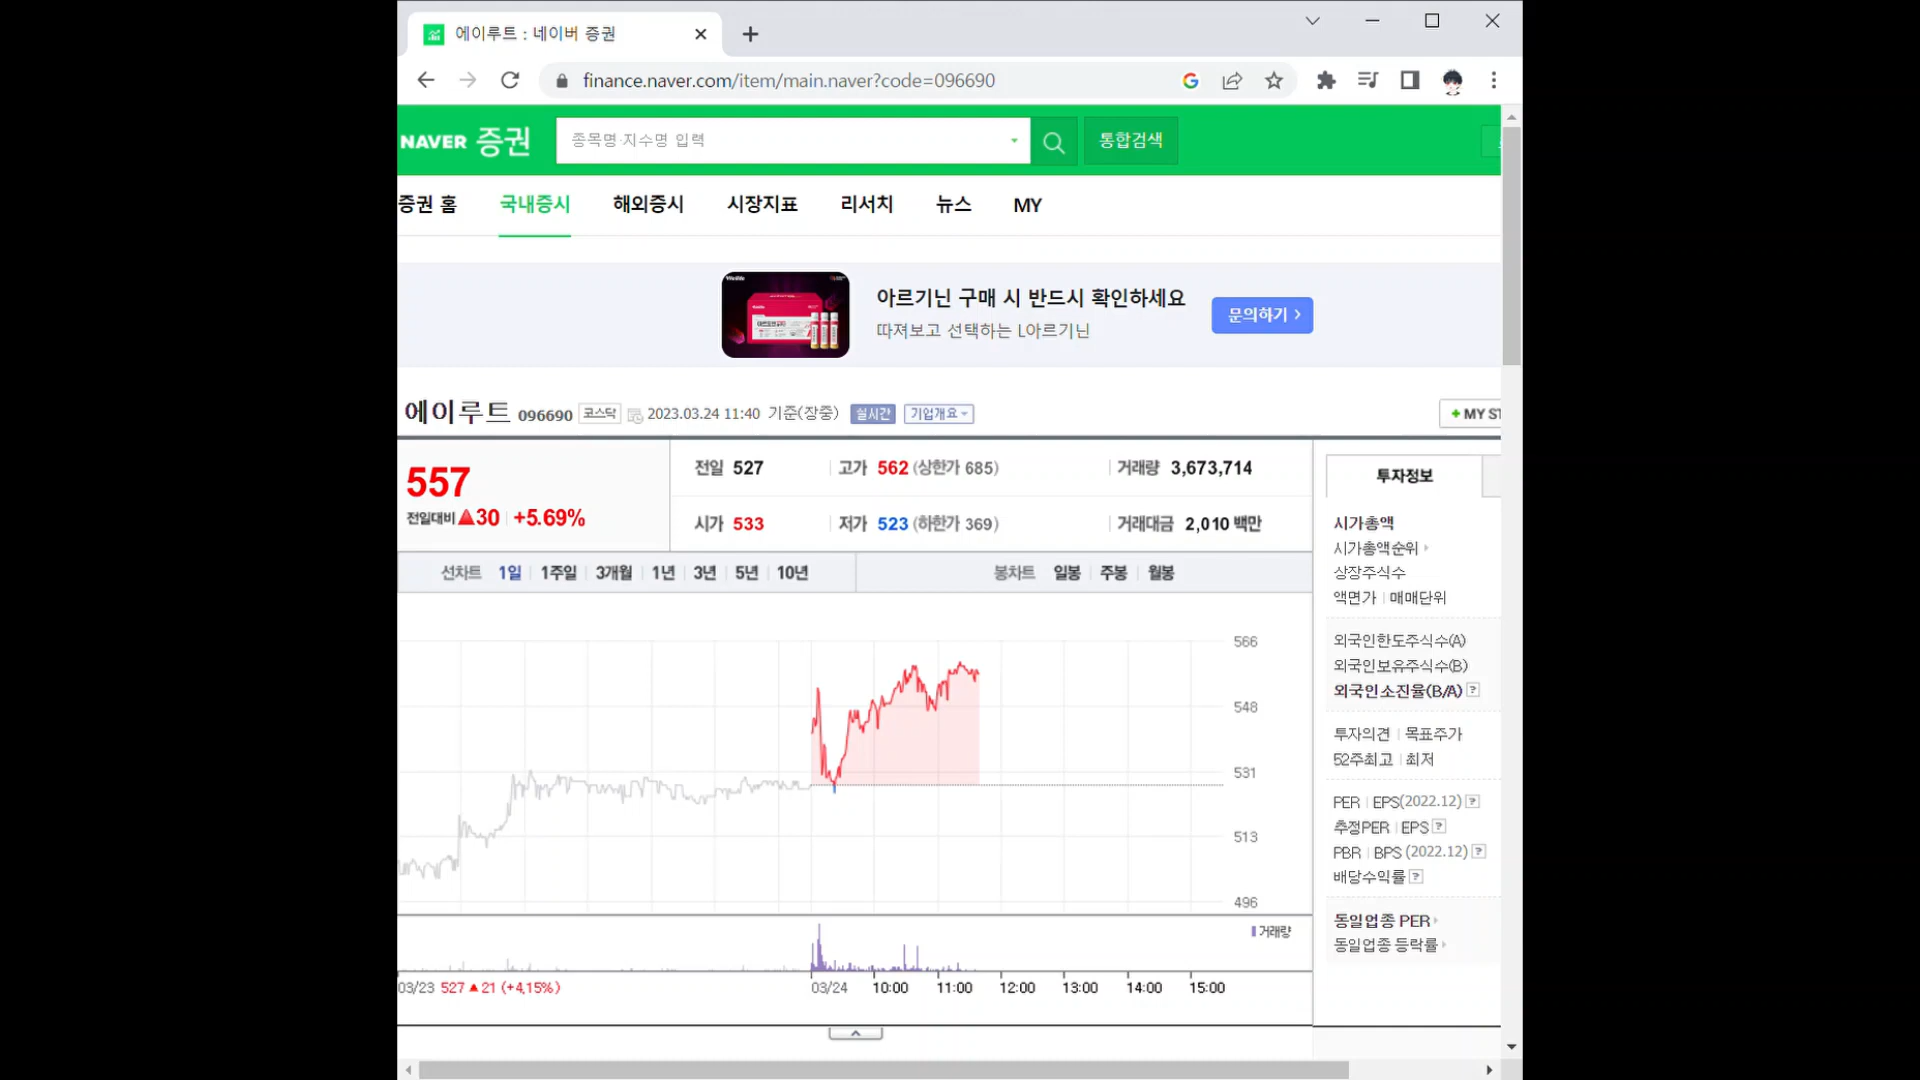 에이루트 : 네이버 증권
finance.naver.com/item/main.naver?code=096690
NAVER 증권
종목명·지수명 입력
통합검색
증권 홈 국내증시 해외증시 시장지표 리서치 뉴스 MY
아르기닌 구매 시 반드시 확인하세요
따져보고 선택하는 L아르기닌
문의하기
에이루트 096690 코스닥 2023.03.24 11:40 기준(장중) 실시간 기업개요
+ MY ST
557
전일대비 ▲30 +5.69%
전일 527 고가 562 (상한가 685) 거래량 3,673,714
시가 533 저가 523 (하한가 369) 거래대금 2,010 백만
선차트 1일 1주일 3개월 1년 3년 5년 10년 봉차트 일봉 주봉 월봉
566
548
531
513
496
거래량
03/23 527 ▲21 (+4.15%)
03/24 10:00 11:00 12:00 13:00 14:00 15:00
투자정보
시가총액
시가총액순위
상장주식수
액면가 매매단위
외국인한도주식수(A)
외국인보유주식수(B)
외국인소진율(B/A) ?
투자의견 목표주가
52주최고 최저
PER EPS(2022.12) ?
추정PER EPS ?
PBR BPS (2022.12) ?
배당수익률 ?
동일업종 PER
동일업종 등락률